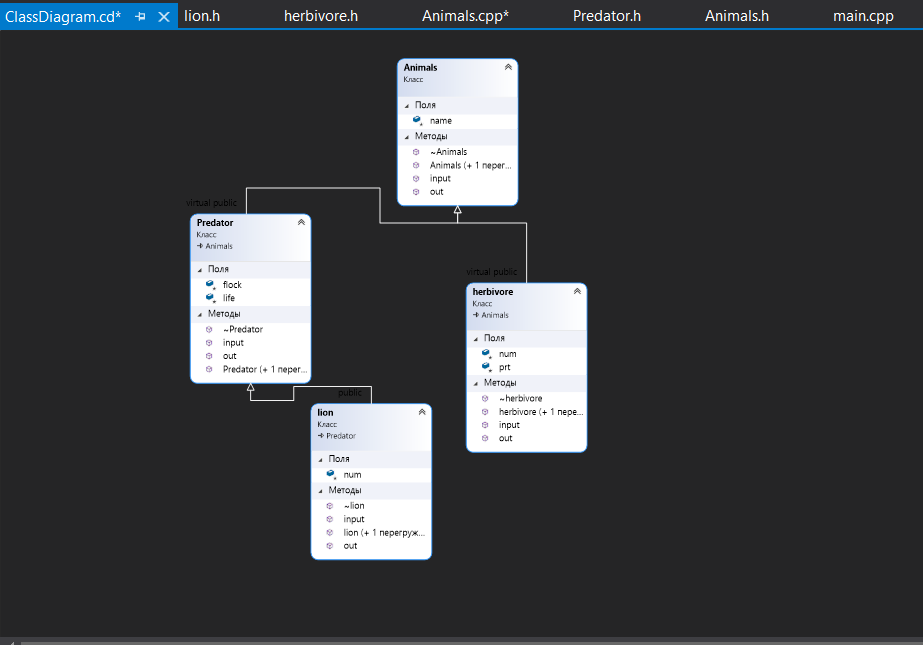 ClassDiagram.cd* lion.h herbivore.h Animals.cpp* Predator.h Animals.h main.cpp
Animals
Класс
Поля
name
Методы
~Animals
Animals (+ 1 перег...
input
out
virtual public
Predator
Класс
Animals
Поля
flock
life
Методы
~Predator
input
out
Predator (+ 1 перег...
virtual public
herbivore
Класс
Animals
Поля
num
prt
Методы
~herbivore
herbivore (+ 1 пере...
input
out
public
lion
Класс
Predator
Поля
num
Методы
~lion
input
lion (+ 1 перегруж...
out